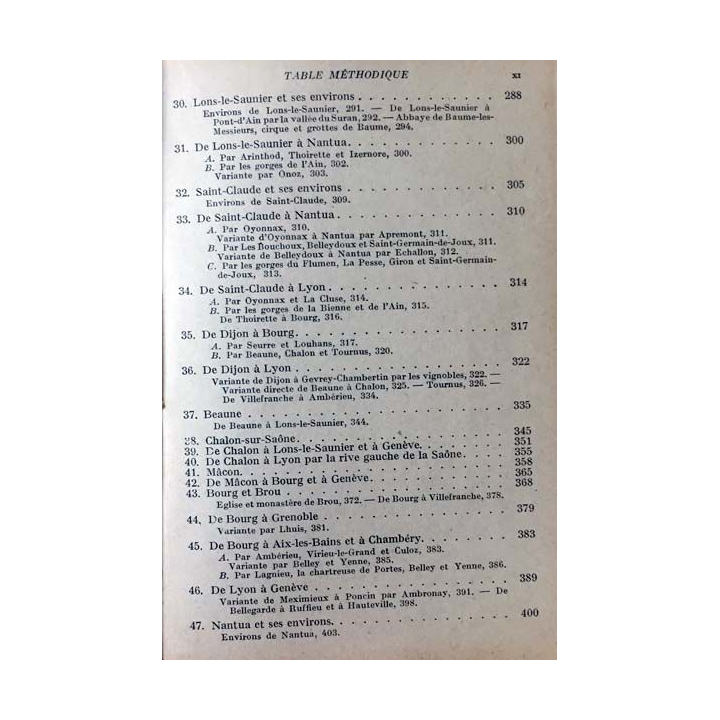 TABLE MÉTHODIQUE XI
30. Lons-le-Saunier et ses environs . . . . . . . . . . . . 288
Environs de Lons-le-Saunier, 291. — De Lons-le-Saunier à
Pont-d'Ain par la vallée du Suran, 292. — Abbaye de Baume-les-
Messieurs, cirque et grottes de Baume, 294.
31. De Lons-le-Saunier à Nantua. . . . . . . . . . . . . 300
A. Par Arinthod, Thoirette et Izernore, 300.
B. Par les gorges de l'Ain, 302.
Variante par Onoz, 303.
32. Saint-Claude et ses environs . . . . . . . . . . . . 305
Environs de Saint-Claude, 309.
33. De Saint-Claude à Nantua. . . . . . . . . . . . . . 310
A. Par Oyonnax, 310.
Variante d'Oyonnax à Nantua par Apremont, 311.
B. Par Les Bouchoux, Belleydoux et Saint-Germain-de-Joux, 311.
Variante de Belleydoux à Nantua par Echallon, 312.
C. Par les gorges du Flumen, La Pesse, Giron et Saint-Germain-
de-Joux, 313.
34. De Saint-Claude à Lyon. . . . . . . . . . . . . . . 314
A. Par Oyonnax et La Cluse, 314.
B. Par les gorges de la Bienne et de l'Ain, 315.
De Thoirette à Bourg, 316.
35. De Dijon à Bourg. . . . . . . . . . . . . . . . . . 317
A. Par Seurre et Louhans, 317.
B. Par Beaune, Chalon et Tournus, 320.
36. De Dijon à Lyon . . . . . . . . . . . . . . . . . . 322
Variante de Dijon à Gevrey-Chambertin par les vignobles, 322. —
Variante directe de Beaune à Chalon, 325. — Tournus, 326. —
De Villefranche à Ambérieu, 334.
37. Beaune . . . . . . . . . . . . . . . . . . . . . . 335
De Beaune à Lons-le-Saunier, 344.
38. Chalon-sur-Saône. . . . . . . . . . . . . . . . . . 345
39. De Chalon à Lons-le-Saunier et à Genève. . . . . . . 351
40. De Chalon à Lyon par la rive gauche de la Saône. . . 355
41. Mâcon. . . . . . . . . . . . . . . . . . . . . . . 358
42. De Mâcon à Bourg et à Genève. . . . . . . . . . . . 365
43. Bourg et Brou . . . . . . . . . . . . . . . . . . . 368
Eglise et monastère de Brou, 372. — De Bourg à Villefranche, 378.
44. De Bourg à Grenoble . . . . . . . . . . . . . . . . 379
Variante par Lhuis, 381.
45. De Bourg à Aix-les-Bains et à Chambéry. . . . . . . 383
A. Par Ambérieu, Virieu-le-Grand et Culoz, 383.
Variante par Belley et Yenne, 385.
B. Par Lagnieu, la chartreuse de Portes, Belley et Yenne, 386.
46. De Lyon à Genève . . . . . . . . . . . . . . . . . 389
Variante de Meximieux à Poncin par Ambronay, 391. — De
Bellegarde à Ruffieu et à Hauteville, 398.
47. Nantua et ses environs. . . . . . . . . . . . . . . 400
Environs de Nantua, 403.